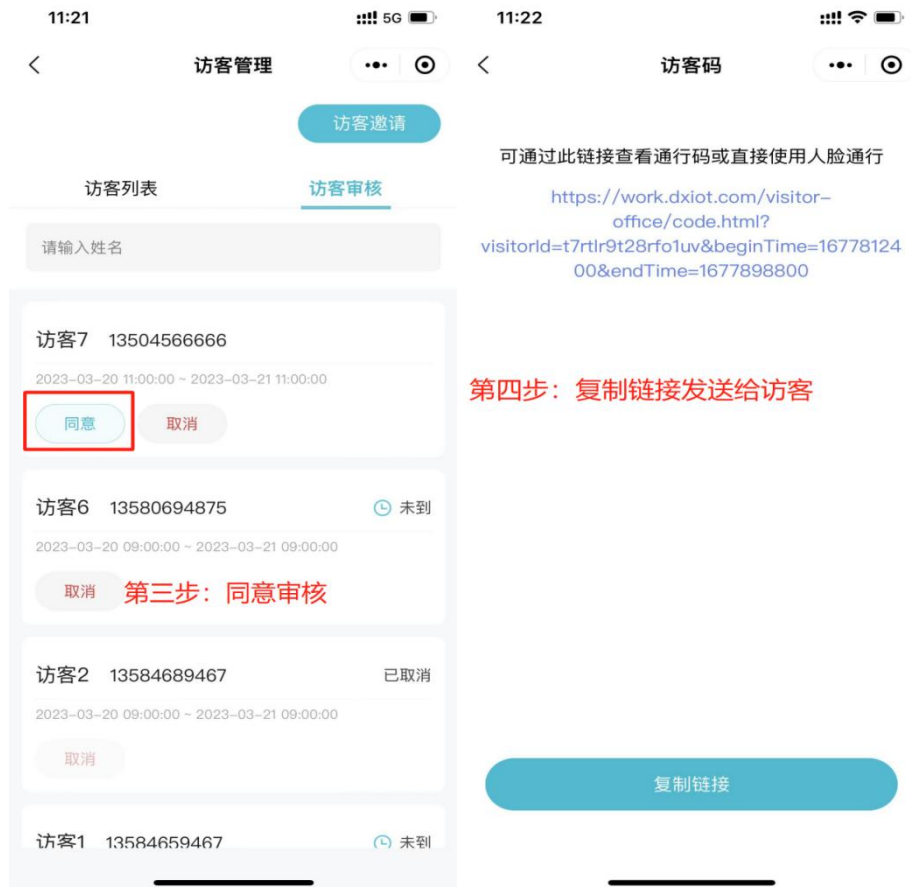 11:21
5G
访客管理
访客邀请
访客列表
访客审核
请输入姓名
访客7 13504566666
2023-03-20 11:00:00 ~ 2023-03-21 11:00:00
同意
取消
访客6 13580694875
未到
2023-03-20 09:00:00 ~ 2023-03-21 09:00:00
取消
第三步：同意审核
访客2 13584689467
已取消
2023-03-20 09:00:00 ~ 2023-03-21 09:00:00
取消
访客1 13584659467
未到
11:22
访客码
可通过此链接查看通行码或直接使用人脸通行
https://work.dxiot.com/visitor-
office/code.html?
visitorId=t7rtlr9t28rfo1uv&beginTime=16778124
00&endTime=1677898800
第四步：复制链接发送给访客
复制链接